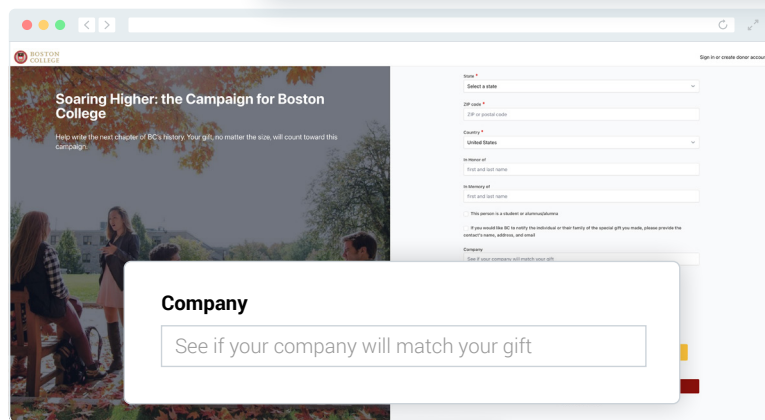 BOSTON
COLLEGE
Sign in or create donor accour
Soaring Higher: the Campaign for Boston
College
Help write the next chapter of BC's history. Your gift, no matter the size, will count toward this
campaign.
State *
Select a state
ZIP code *
ZIP or postal code
Country *
United States
In Honor of
First and last name
In Memory of
First and last name
This person is a student or alumnus/alumna
If you would like BC to notify the individual or their family of the special gift you made, please provide the
contact's name, address, and email
Company
See if your company will match your gift
Company
See if your company will match your gift